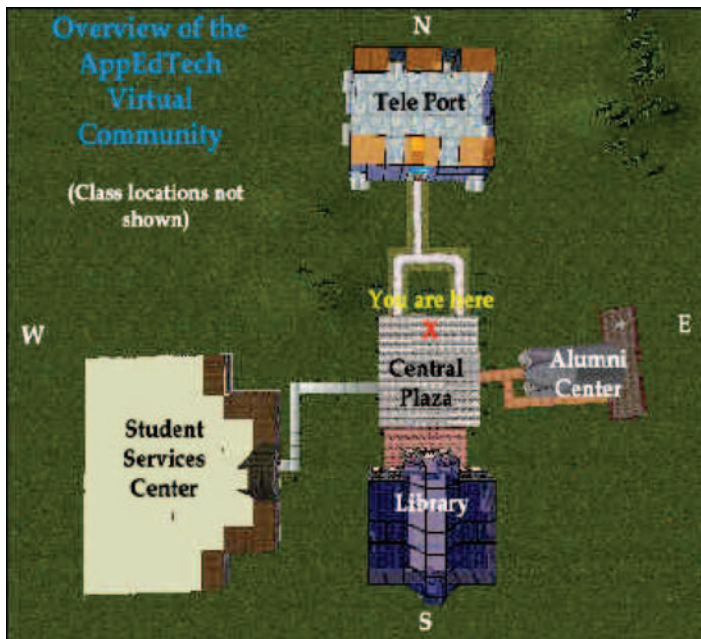 Overview of the
AppEdTech
Virtual
Community
(Class locations not
shown)
N
Tele Port
You are here
X
W
E
Central
Plaza
Alumni
Center
Student
Services
Center
Library
S